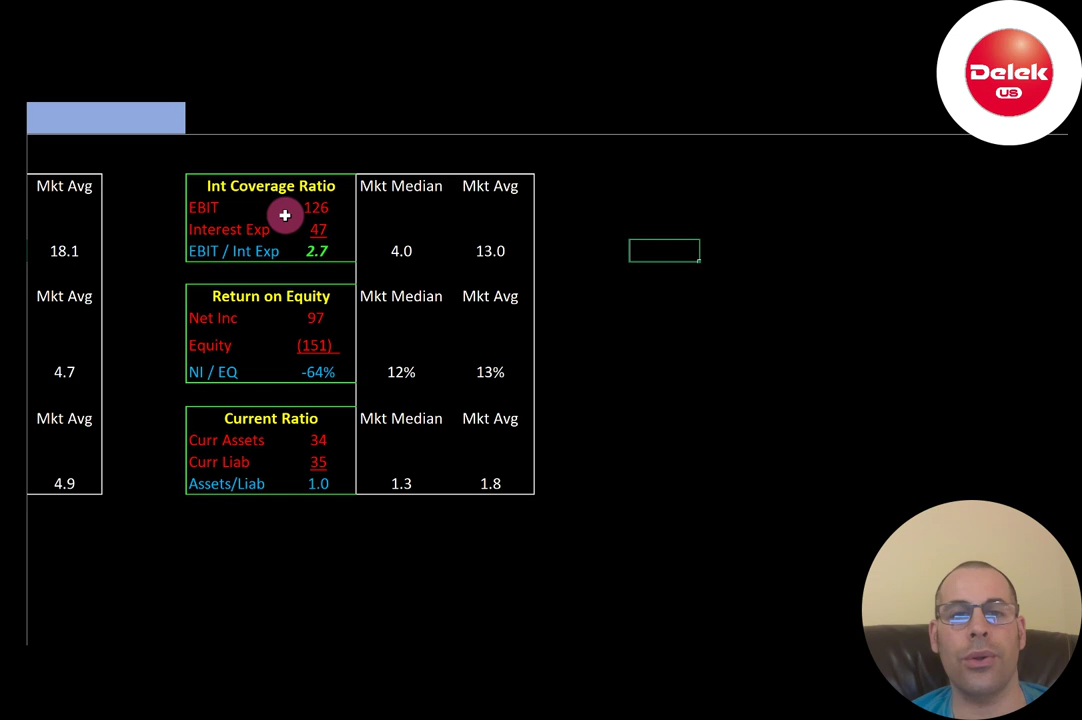 Delek
US
Mkt Avg
18.1
Mkt Avg
4.7
Mkt Avg
4.9
Int Coverage Ratio Mkt Median Mkt Avg
EBIT 126
Interest Exp 47
EBIT / Int Exp 2.7 4.0 13.0
Return on Equity Mkt Median Mkt Avg
Net Inc 97
Equity (151)
NI / EQ -64% 12% 13%
Current Ratio Mkt Median Mkt Avg
Curr Assets 34
Curr Liab 35
Assets/Liab 1.0 1.3 1.8